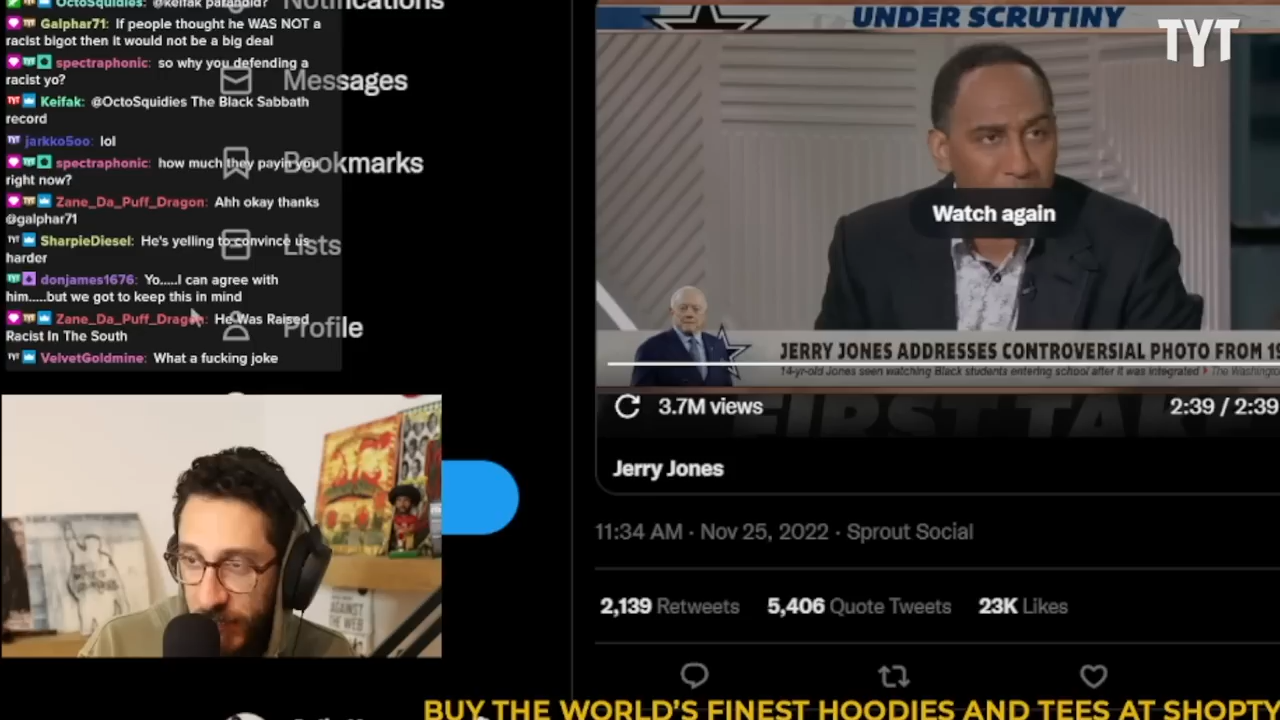 OctoSquidies: @keifak paranoid?
Galphar71: If people thought he WAS NOT a
racist bigot then it would not be a big deal
spectraphonic: so why you defending a
racist yo?
Keifak: @OctoSquidies The Black Sabbath
record
jarkko5oo: lol
spectraphonic: how much they payin you
right now?
Zane_Da_Puff_Dragon: Ahh okay thanks
@galphar71
SharpieDiesel: He's yelling to convince us
harder
donjames1676: Yo.....I can agree with
him.....but we got to keep this in mind
Zane_Da_Puff_Dragon: He Was Raised
Racist In The South
VelvetGoldmine: What a fucking joke
Notifications
Messages
Bookmarks
Lists
Profile
UNDER SCRUTINY
TYT
Watch again
JERRY JONES ADDRESSES CONTROVERSIAL PHOTO FROM 19
14-yr-old Jones seen watching Black students entering school after it was integrated The Washing
3.7M views
2:39 / 2:39
FIRST TAKE
Jerry Jones
11:34 AM · Nov 25, 2022 · Sprout Social
2,139 Retweets 5,406 Quote Tweets 23K Likes
AGAINST
THE WEB
BUY THE WORLD'S FINEST HOODIES AND TEES AT SHOPTY